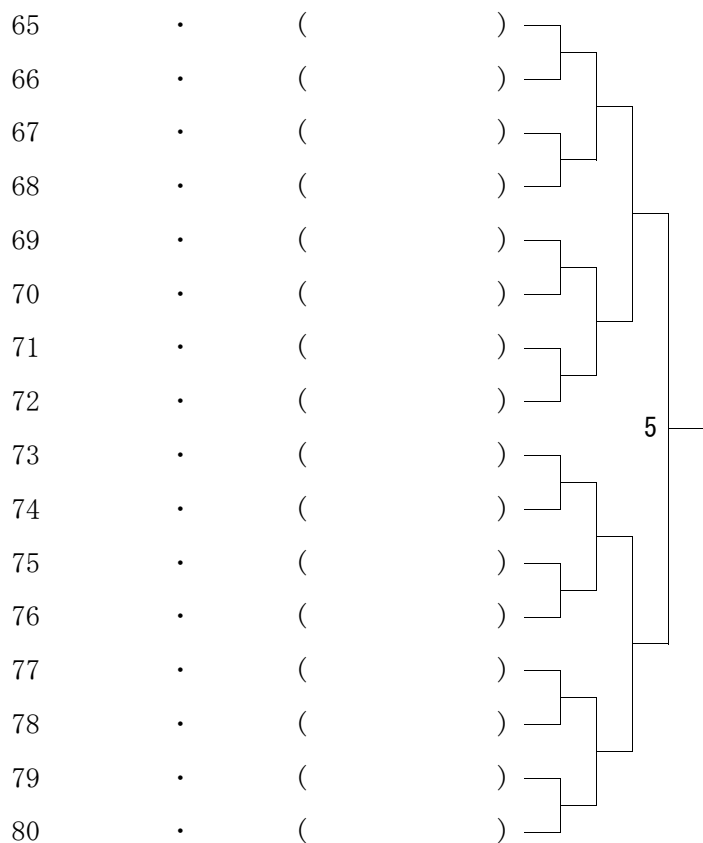 65 ・ ( )
66 ・ ( )
67 ・ ( )
68 ・ ( )
69 ・ ( )
70 ・ ( )
71 ・ ( )
72 ・ ( )
5
73 ・ ( )
74 ・ ( )
75 ・ ( )
76 ・ ( )
77 ・ ( )
78 ・ ( )
79 ・ ( )
80 ・ ( )